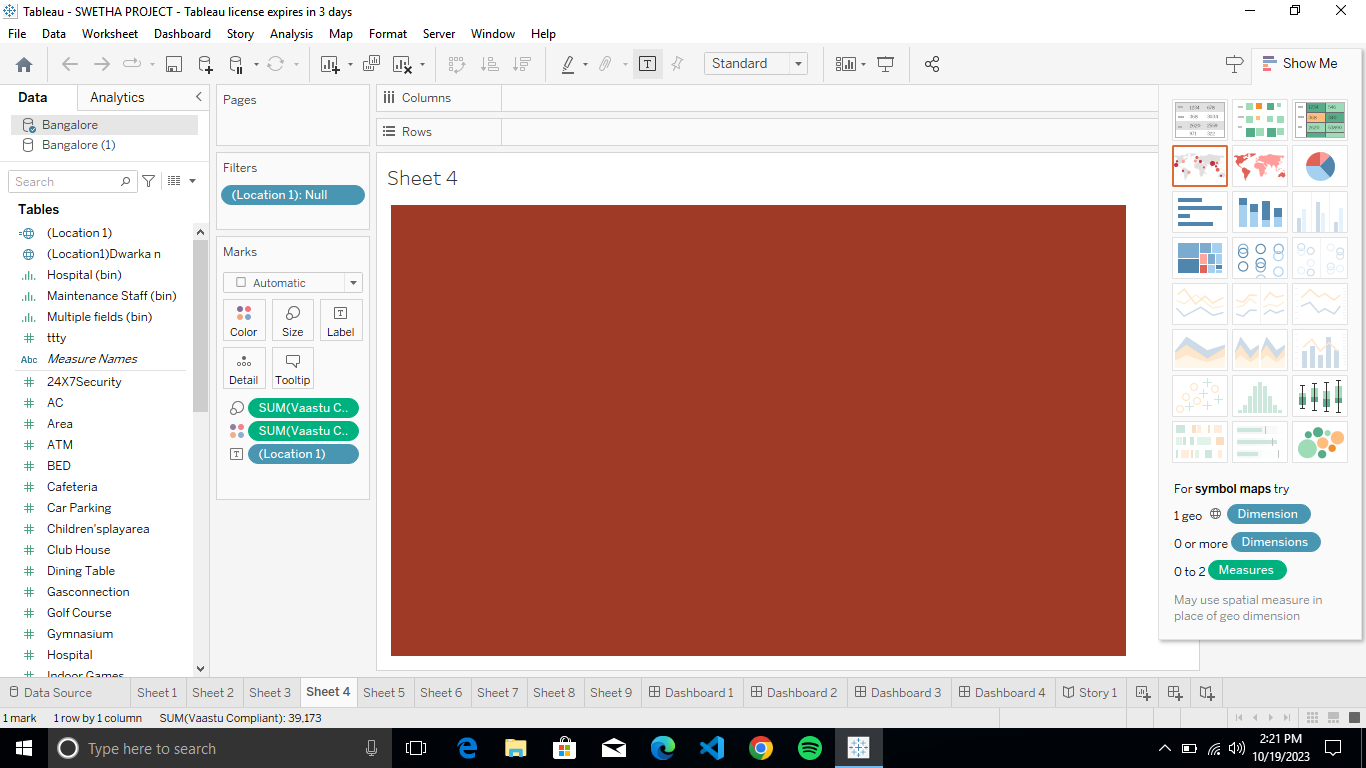 Tableau - SWETHA PROJECT - Tableau license expires in 3 days
File Data Worksheet Dashboard Story Analysis Map Format Server Window Help
Standard
Show Me
Data Analytics
Bangalore
Bangalore (1)
Search
Tables
(Location 1)
(Location1)Dwarka n
Hospital (bin)
Maintenance Staff (bin)
Multiple fields (bin)
ttty
Abc Measure Names
24X7Security
AC
Area
ATM
BED
Cafeteria
Car Parking
Children'splayarea
Club House
Dining Table
Gasconnection
Golf Course
Gymnasium
Hospital
Indoor Games
Pages
Filters
(Location 1): Null
Marks
Automatic
Color Size Label
Detail Tooltip
SUM(Vaastu C..
SUM(Vaastu C..
(Location 1)
Columns
Rows
Sheet 4
For symbol maps try
1 geo Dimension
0 or more Dimensions
0 to 2 Measures
May use spatial measure in
place of geo dimension
Data Source Sheet 1 Sheet 2 Sheet 3 Sheet 4 Sheet 5 Sheet 6 Sheet 7 Sheet 8 Sheet 9 Dashboard 1 Dashboard 2 Dashboard 3 Dashboard 4 Story 1
1 mark 1 row by 1 column SUM(Vaastu Compliant): 39,173
Type here to search
2:21 PM
10/19/2023